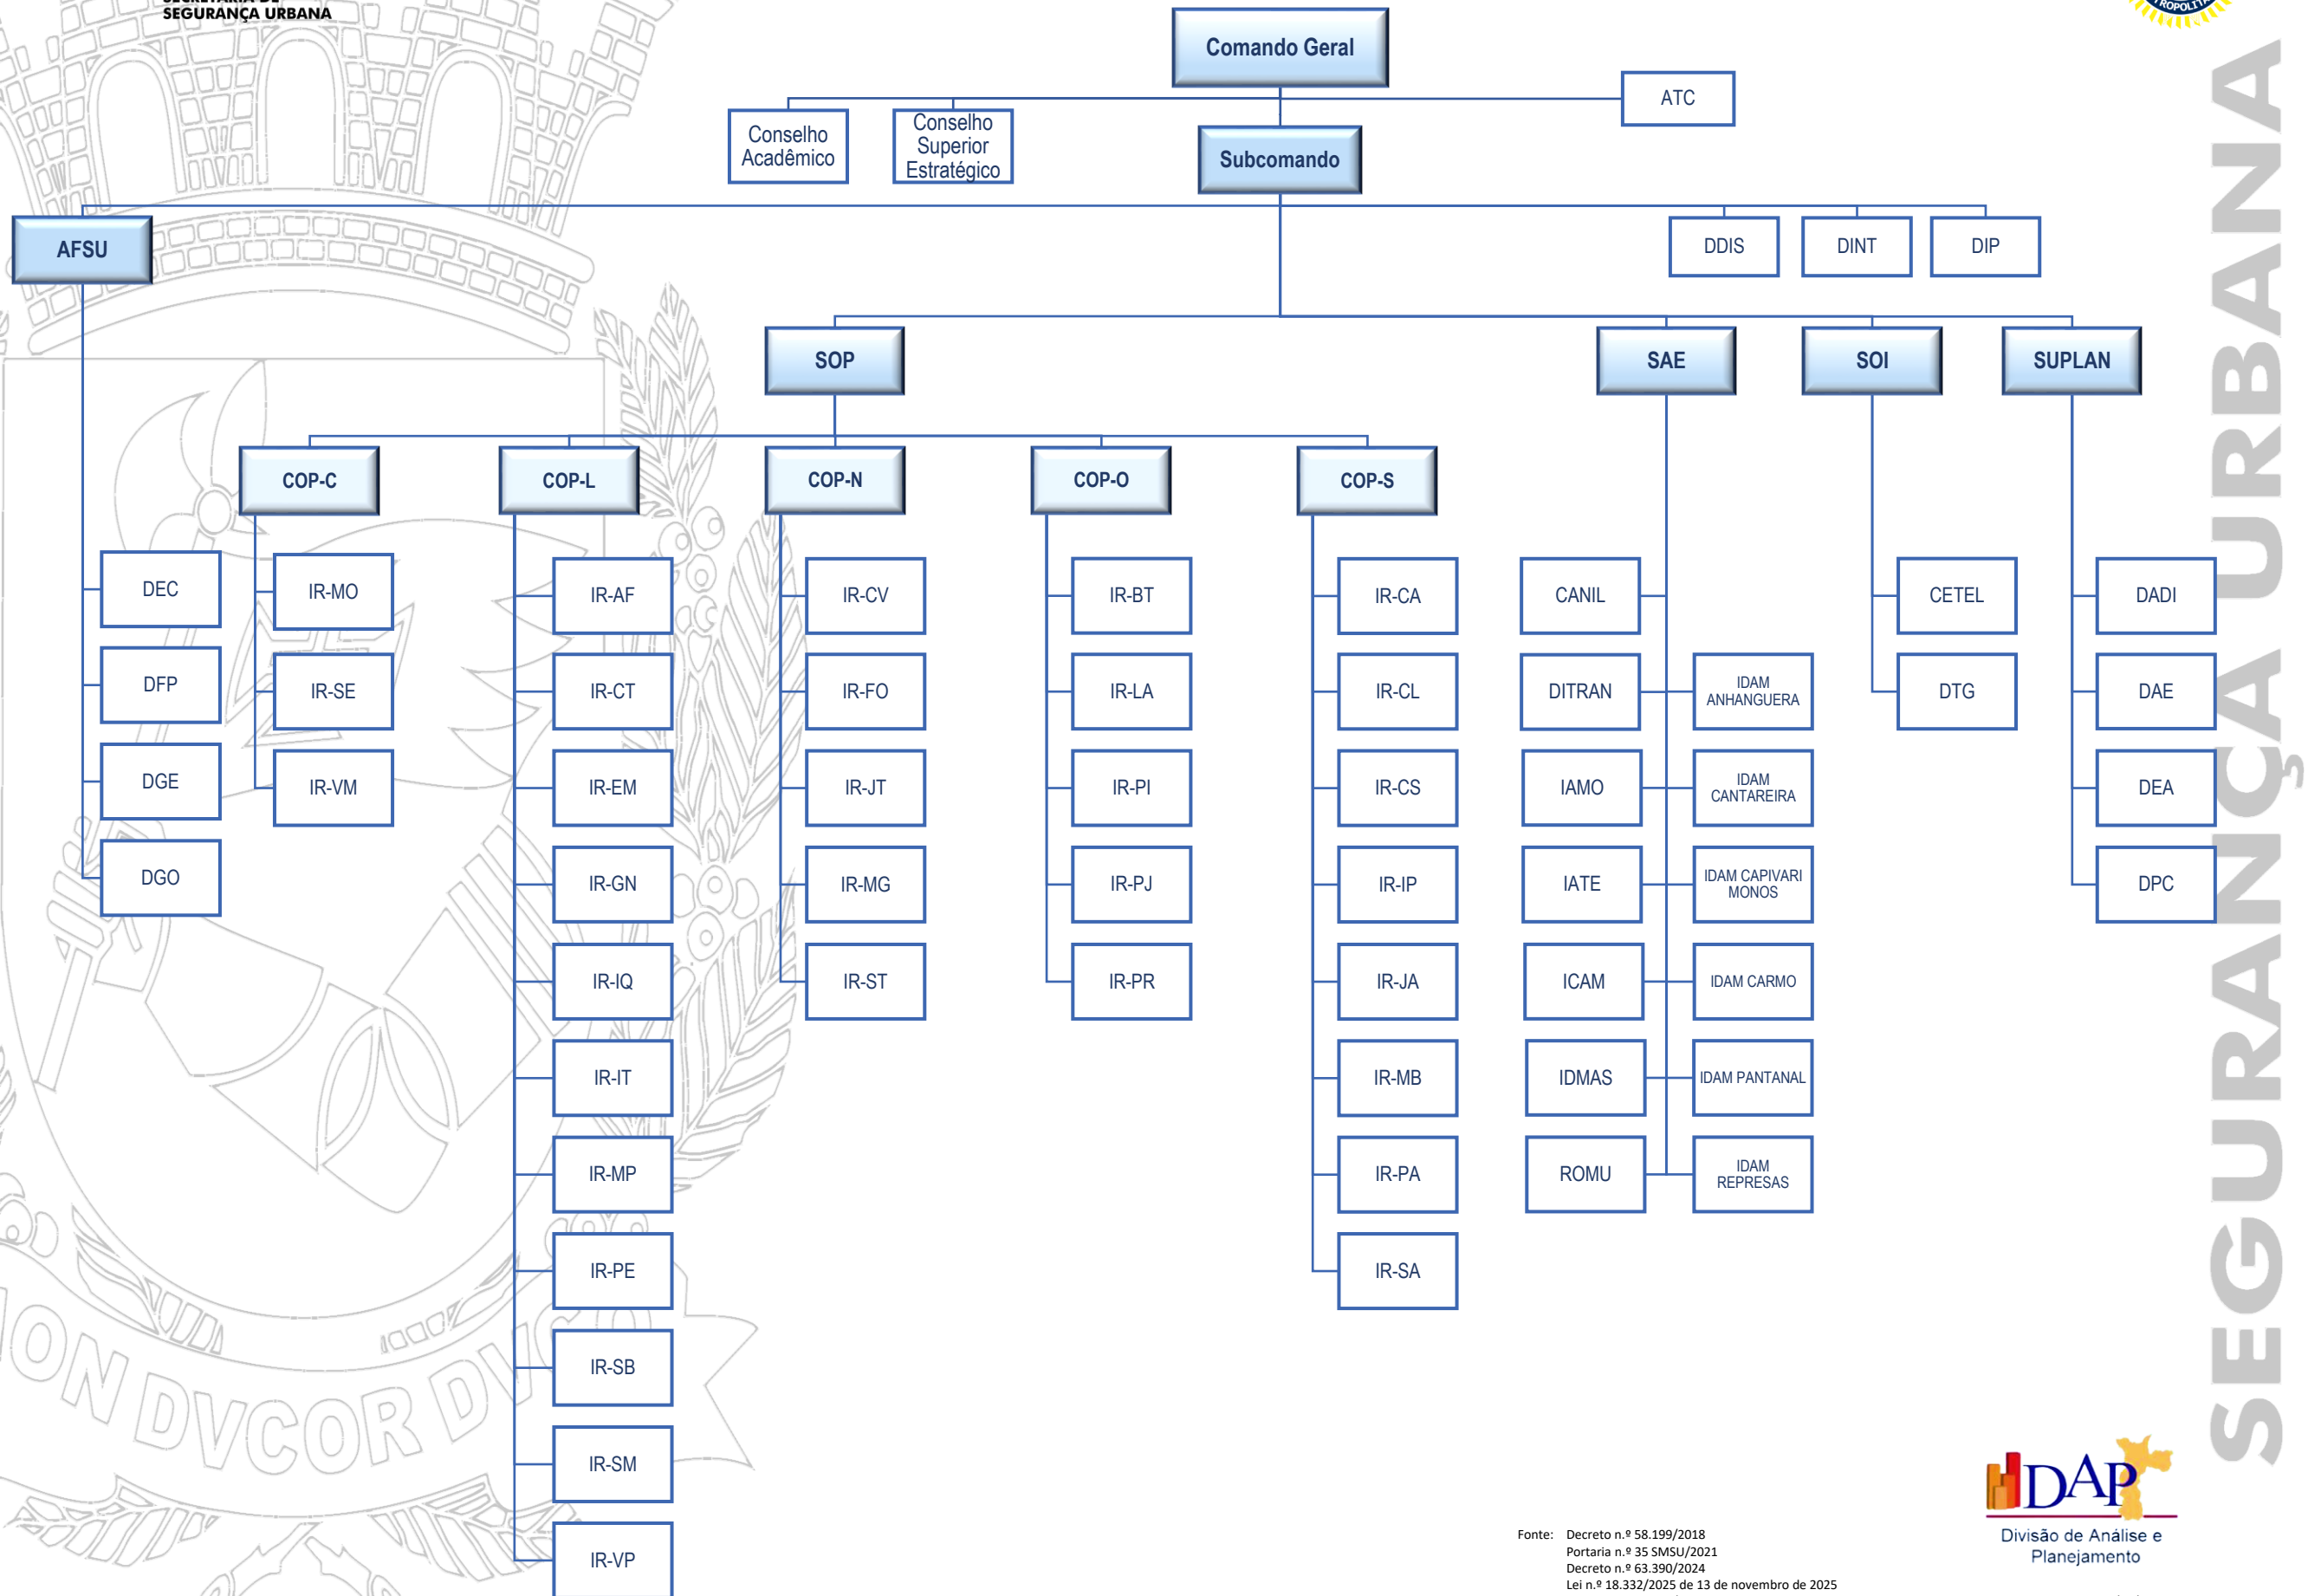 SEGURANÇA URBANA
TROPOLIT
Comando Geral
ATC
Conselho
Acadêmico
Conselho
Superior
Estratégico
Subcomando
AFSU
DDIS
DINT
DIP
SOP
SAE
SOI
SUPLAN
COP-C
COP-L
COP-N
COP-O
COP-S
DEC
DFP
DGE
DGO
IR-MO
IR-SE
IR-VM
IR-AF
IR-CT
IR-EM
IR-GN
IR-IQ
IR-IT
IR-MP
IR-PE
IR-SB
IR-SM
IR-VP
IR-CV
IR-FO
IR-JT
IR-MG
IR-ST
IR-BT
IR-LA
IR-PI
IR-PJ
IR-PR
IR-CA
IR-CL
IR-CS
IR-IP
IR-JA
IR-MB
IR-PA
IR-SA
CANIL
DITRAN
IAMO
IATE
ICAM
IDMAS
ROMU
IDAM
ANHANGUERA
IDAM
CANTAREIRA
IDAM CAPIVARI
MONOS
IDAM CARMO
IDAM PANTANAL
IDAM
REPRESAS
CETEL
DTG
DADI
DAE
DEA
DPC
SEGURANÇA URBANA
NON DVCOR DVCO
DAP
Divisão de Análise e
Planejamento
Fonte: Decreto n.º 58.199/2018
Portaria n.º 35 SMSU/2021
Decreto n.º 63.390/2024
Lei n.º 18.332/2025 de 13 de novembro de 2025